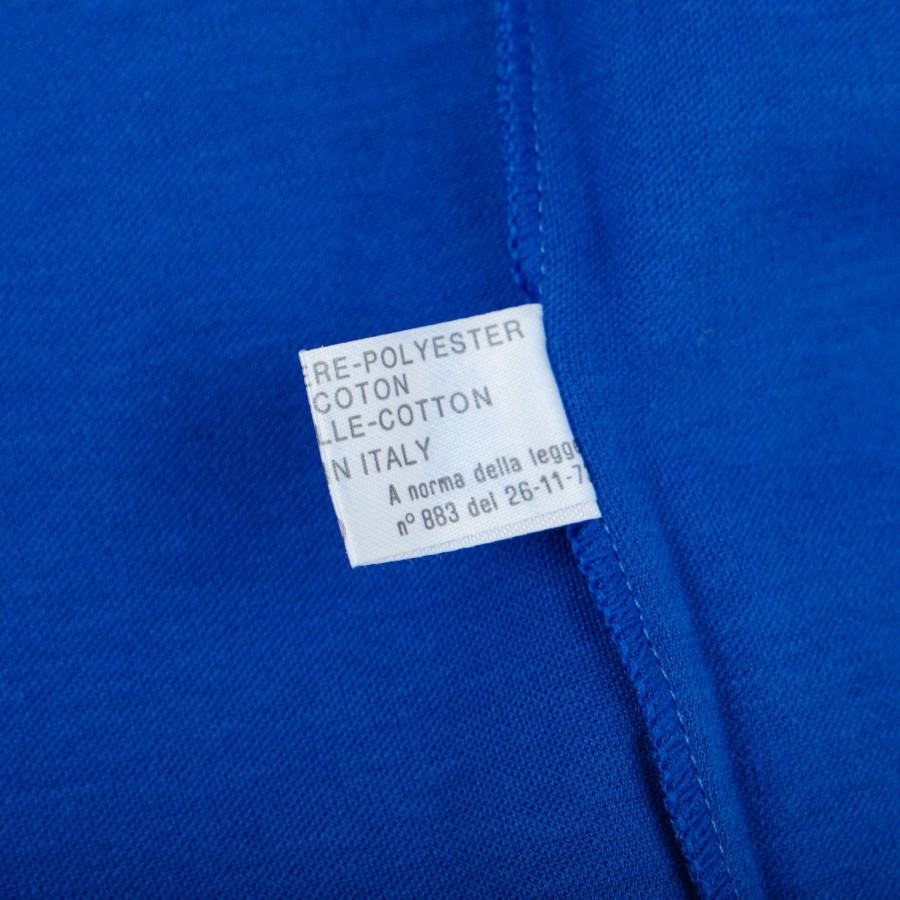 ERE-POLYESTER
COTON
LLE-COTTON
N ITALY
A norma della legge
n° 883 del 26-11-7